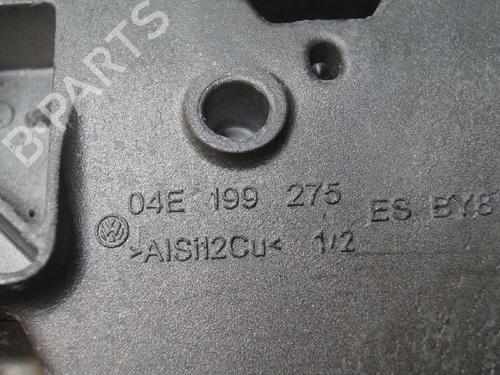 B-PARTS
04E 199 275 ES BY8
>AlSi12Cu< 1/2